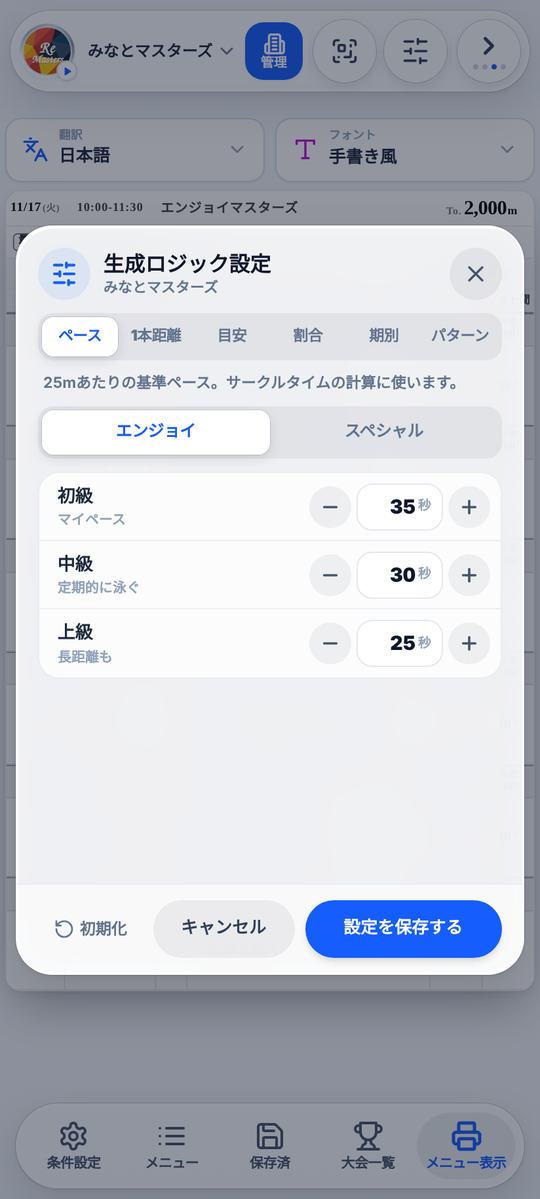 Re
Masters
みなとマスターズ
管理
翻訳
日本語
フォント
手書き風
11/17(火) 10:00-11:30 エンジョイマスターズ To. 2,000m
生成ロジック設定
みなとマスターズ
ペース 1本距離 目安 割合 期別 パターン
25mあたりの基準ペース。サークルタイムの計算に使います。
エンジョイ スペシャル
初級
マイペース
35 秒
中級
定期的に泳ぐ
30 秒
上級
長距離も
25 秒
初期化 キャンセル 設定を保存する
条件設定 メニュー 保存済 大会一覧 メニュー表示